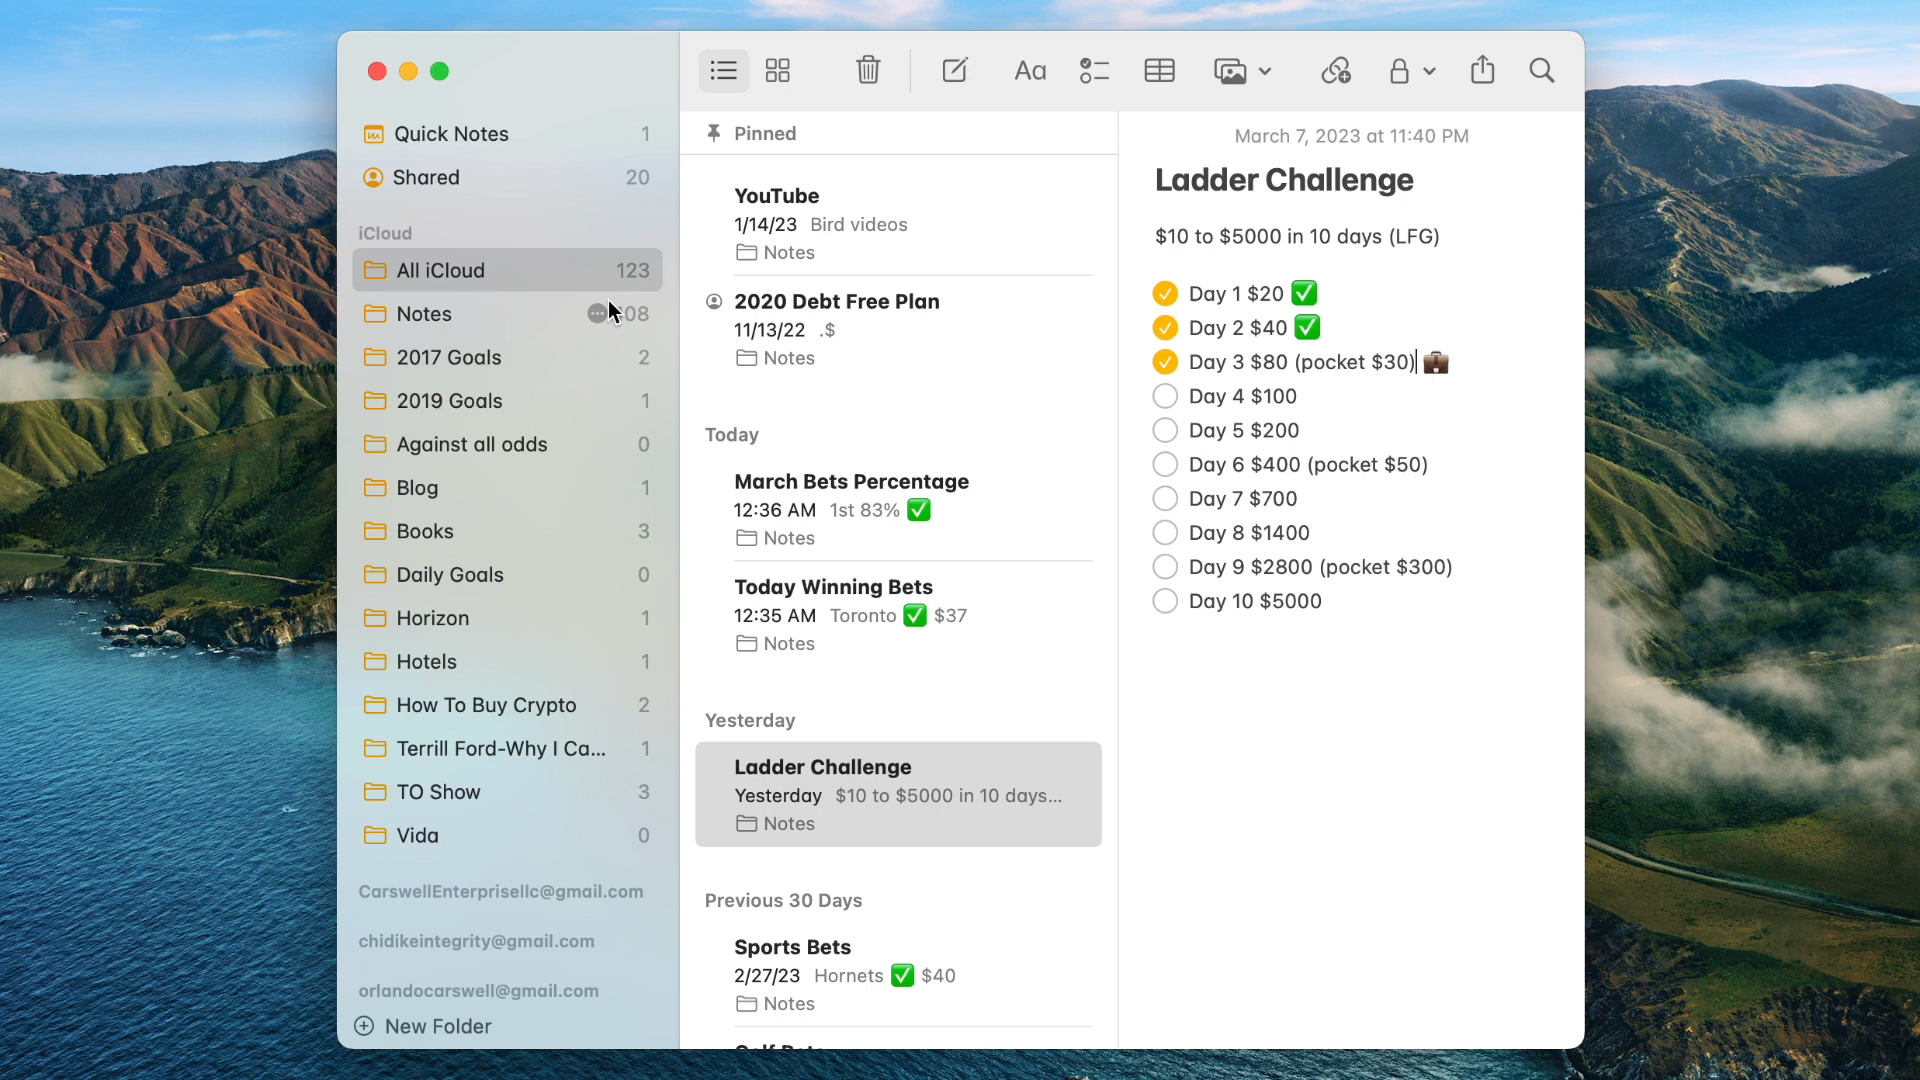 Quick Notes 1
Shared 20
iCloud
All iCloud 123
Notes 08
2017 Goals 2
2019 Goals 1
Against all odds 0
Blog 1
Books 3
Daily Goals 0
Horizon 1
Hotels 1
How To Buy Crypto 2
Terrill Ford-Why I Ca... 1
TO Show 3
Vida 0
CarswellEnterprisellc@gmail.com
chidikeintegrity@gmail.com
orlandocarswell@gmail.com
New Folder
Aa
Pinned
YouTube
1/14/23 Bird videos
Notes
2020 Debt Free Plan
11/13/22 .$
Notes
Today
March Bets Percentage
12:36 AM 1st 83% ✅
Notes
Today Winning Bets
12:35 AM Toronto ✅ $37
Notes
Yesterday
Ladder Challenge
Yesterday $10 to $5000 in 10 days...
Notes
Previous 30 Days
Sports Bets
2/27/23 Hornets ✅ $40
Notes
March 7, 2023 at 11:40 PM
Ladder Challenge
$10 to $5000 in 10 days (LFG)
Day 1 $20 ✅
Day 2 $40 ✅
Day 3 $80 (pocket $30) 💼
Day 4 $100
Day 5 $200
Day 6 $400 (pocket $50)
Day 7 $700
Day 8 $1400
Day 9 $2800 (pocket $300)
Day 10 $5000